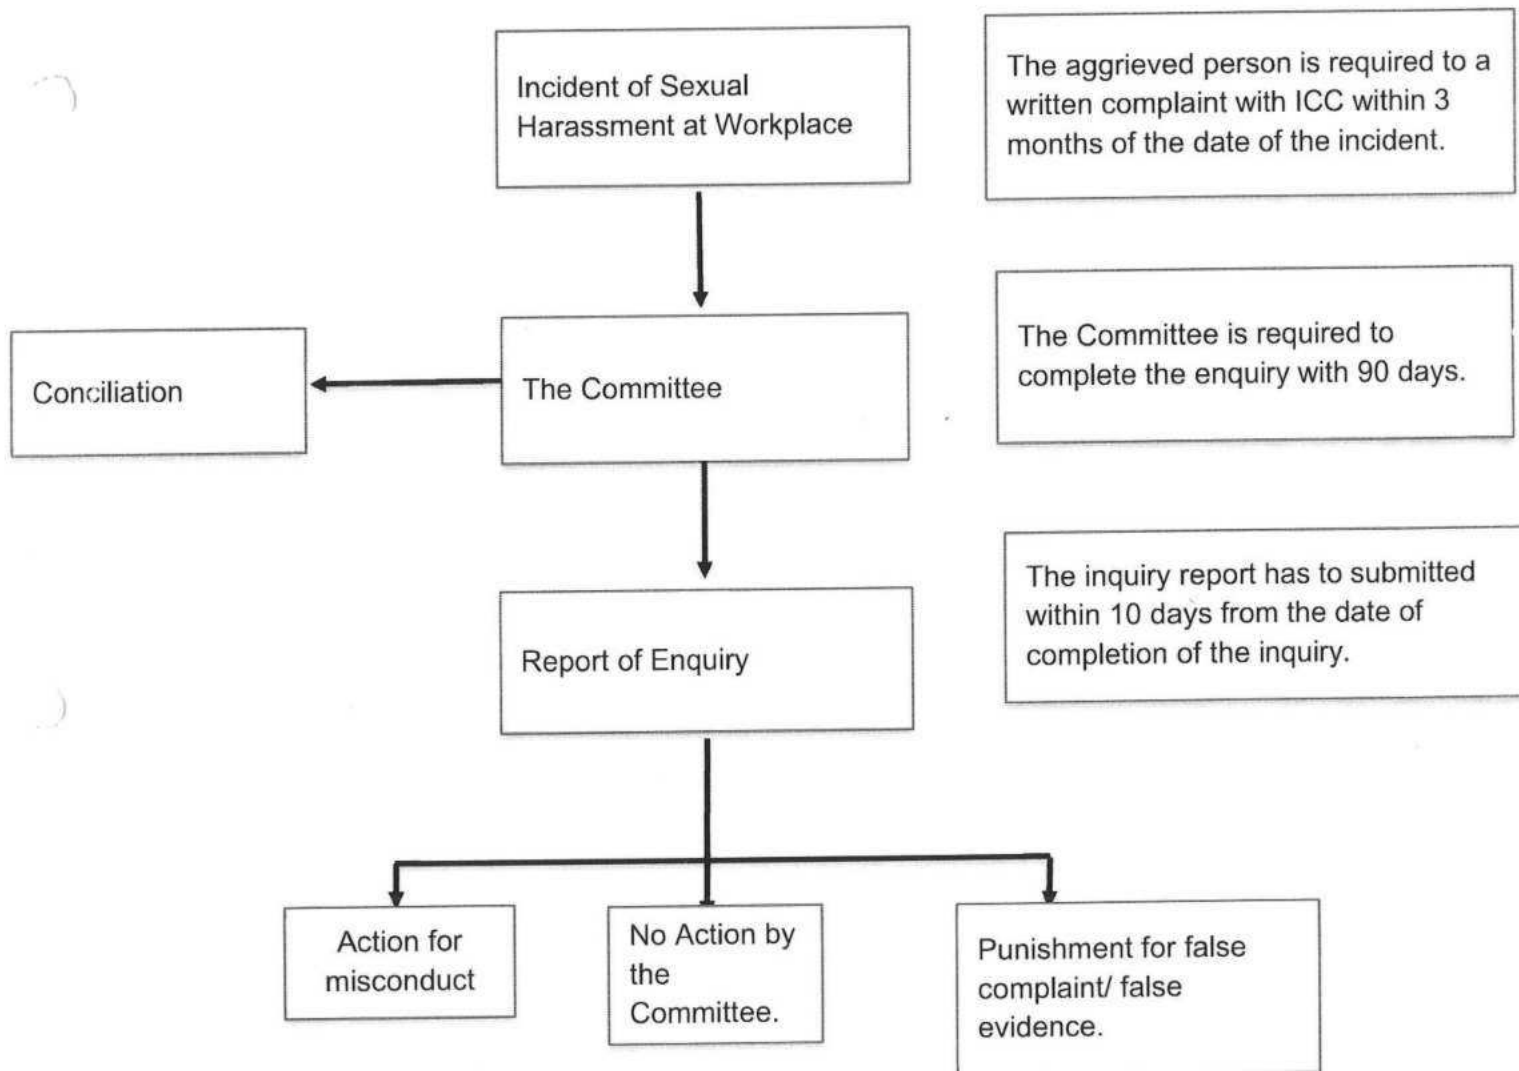 Incident of Sexual
Harassment at Workplace
The aggrieved person is required to a
written complaint with ICC within 3
months of the date of the incident.
Conciliation
The Committee
The Committee is required to
complete the enquiry with 90 days.
Report of Enquiry
The inquiry report has to submitted
within 10 days from the date of
completion of the inquiry.
Action for
misconduct
No Action by
the
Committee.
Punishment for false
complaint/ false
evidence.